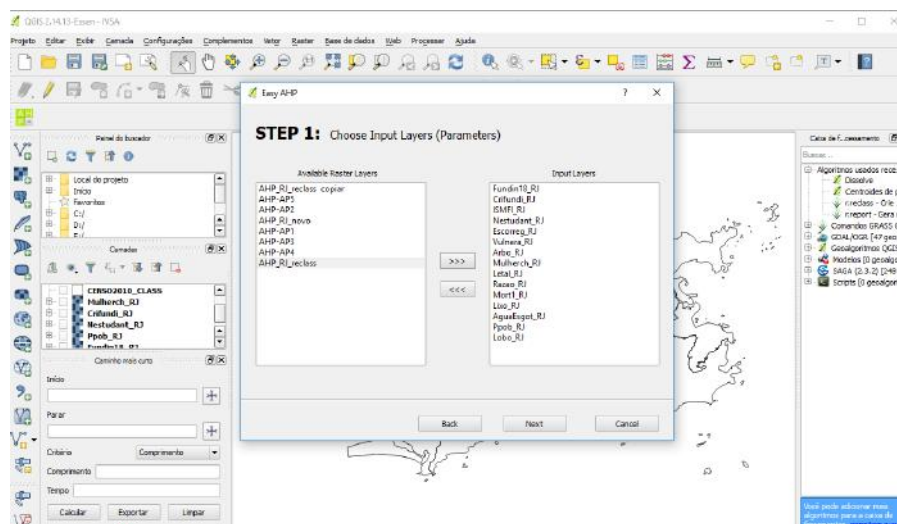 QGIS 2.14.13-Essen - IVSA
Projeto Editar Exibir Camada Configurações Complementos Vetor Raster Base de dados Web Processar Ajuda
Easy AHP
STEP 1: Choose Input Layers (Parameters)
Available Raster Layers
AHP_RJ_reclass copiar
AHP-AP5
AHP-AP2
AHP_RJ_novo
AHP-AP1
AHP-AP3
AHP-AP4
AHP_RJ_reclass
>>>
<<<
Input Layers
Fundin18_RJ
Crifundi_RJ
ISMFI_RJ
Nestudant_RJ
Escorreg_RJ
Vulnera_RJ
Arbo_RJ
Mulherch_RJ
Letal_RJ
Razao_RJ
Mort1_RJ
Lixo_RJ
AguaEsgot_RJ
Ppob_RJ
Lobo_RJ
Back
Next
Cancel
Painel do buscador
Local do projeto
Início
Favoritos
C:/
D:/
E:/
Camadas
CENSO2010_CLASS
Mulherch_RJ
Crifundi_RJ
Nestudant_RJ
Ppob_RJ
Fundin18_RJ
Caminho mais curto
Início
Parar
Critério
Comprimento
Comprimento
Tempo
Calcular
Exportar
Limpar
Buscar...
Algoritmos usados rece
Dissolve
Centroides de p
r.reclass - Crie
r.report - Gera
Comandos GRASS
GDAL/OGR [47 geo
Geoalgoritmos QGIS
Modelos [0 geoalgo
SAGA (2.3.2) [248
Scripts [0 geoalgor
Você pode adicionar mais
algoritmos para a caixa de